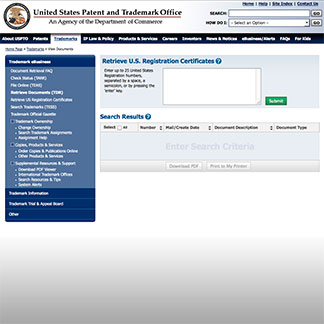 United States Patent and Trademark Office
An Agency of the Department of Commerce
Home | Help | Site Index | Contact Us
SEARCH:
HOW DO I: - Select an Option -
About USPTO Patents Trademarks IP Law & Policy Products & Services Careers Inventors News & Notices eBusiness/Alerts FAQs For Kids
Home Page » Trademarks » View Documents
Trademark eBusiness
Document Retrieval FAQ
Check Status (TARR)
File Online (TEAS)
Retrieve Documents (TDR)
Retrieve US Registration Certificates
Search Trademarks (TESS)
Trademark Official Gazette
Trademark Ownership
Change Ownership
Search Trademark Assignments
Assignment Help
Copies, Products & Services
Order Copies & Publications Online
Other Products & Services
Supplemental Resources & Support
Download PDF Viewer
International Trademark Offices
Search Resources & Tips
System Alerts
Trademark Information
Trademark Trial & Appeal Board
Other
Retrieve U.S. Registration Certificates ?
Enter up to 25 United States
Registration Numbers,
separated by a space, a
semicolon, or by pressing the
'enter' key.
Submit
Search Results ?
Select All Number Mail/Create Date Document Description Document Type
Enter Search Criteria
Download PDF Print to My Printer